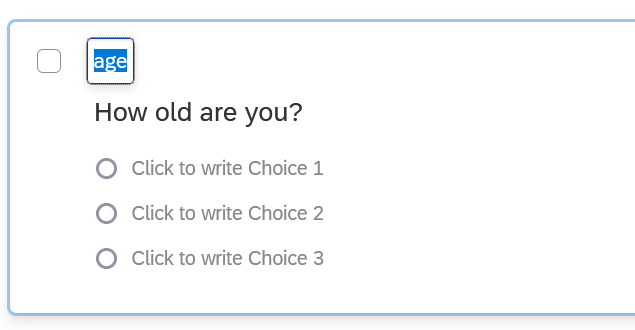 age
How old are you?
Click to write Choice 1
Click to write Choice 2
Click to write Choice 3